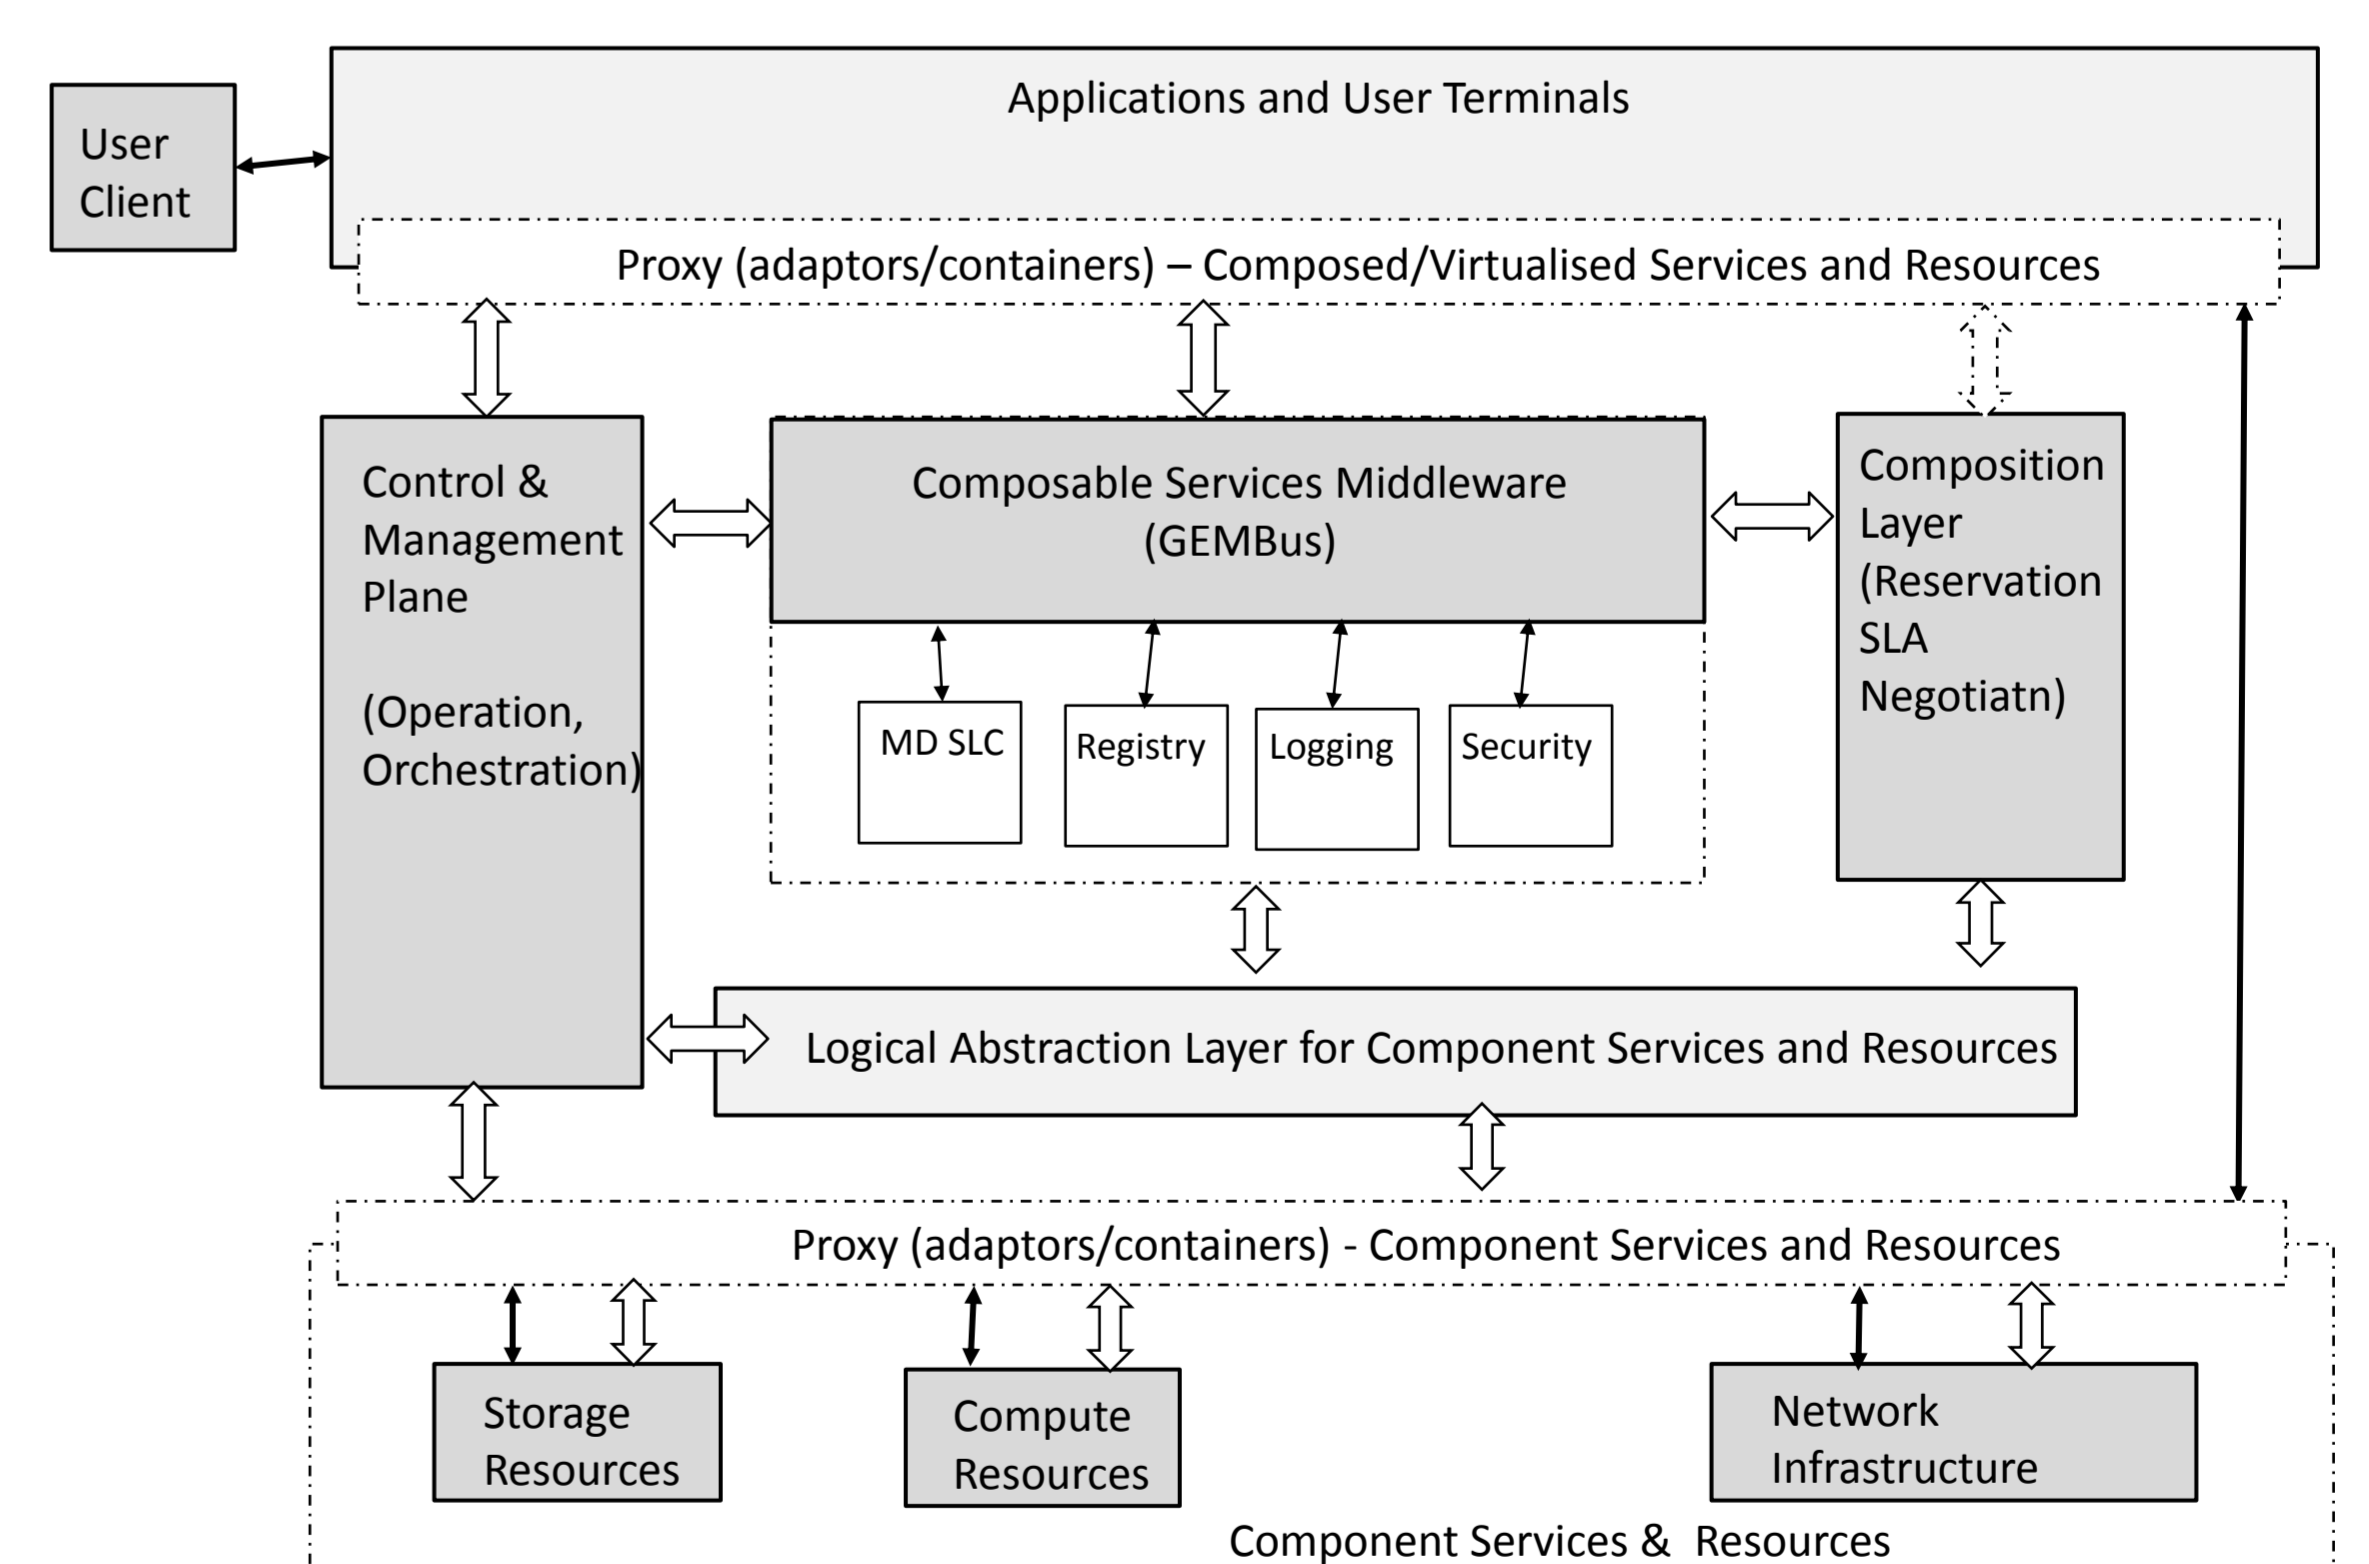 Applications and User Terminals
User
Client
Proxy (adaptors/containers) – Composed/Virtualised Services and Resources
Control &
Management
Plane
(Operation,
Orchestration)
Composable Services Middleware
(GEMBus)
MD SLC
Registry
Logging
Security
Composition
Layer
(Reservation
SLA
Negotiatn)
Logical Abstraction Layer for Component Services and Resources
Proxy (adaptors/containers) - Component Services and Resources
Storage
Resources
Compute
Resources
Network
Infrastructure
Component Services & Resources